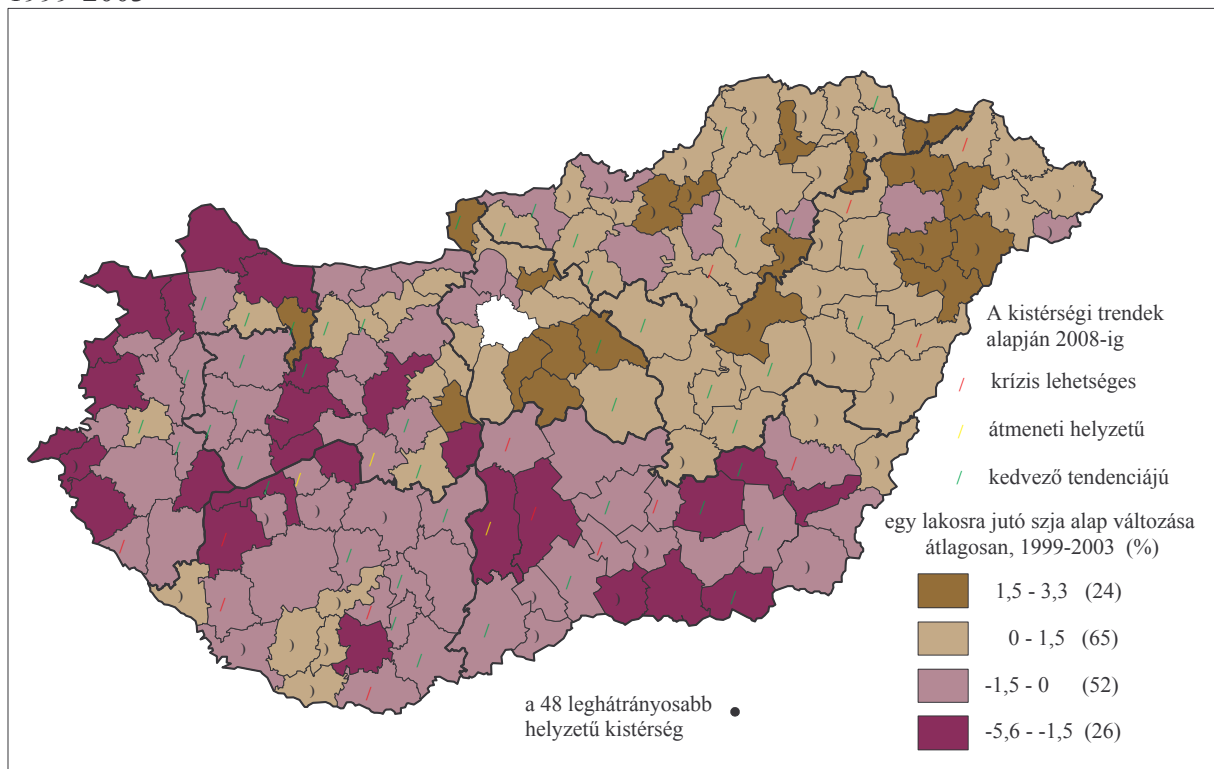 1999–2003
A kistérségi trendek
alapján 2008-ig
krízis lehetséges
átmeneti helyzetű
kedvező tendenciájú
egy lakosra jutó szja alap változása
átlagosan, 1999-2003 (%)
1,5 - 3,3 (24)
0 - 1,5 (65)
-1,5 - 0 (52)
-5,6 - -1,5 (26)
a 48 leghátrányosabb
helyzetű kistérség